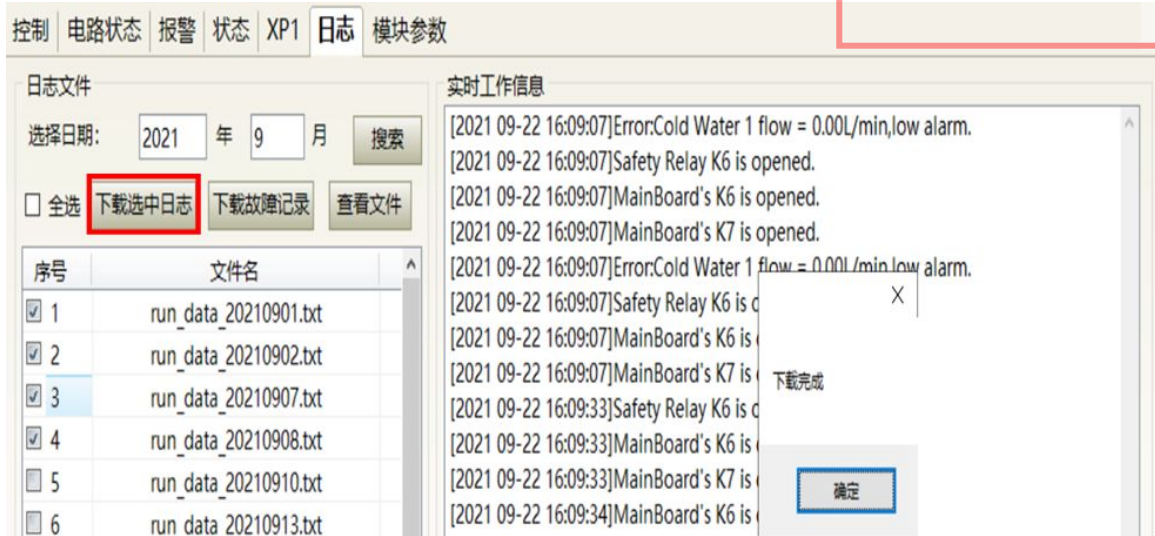 控制 电路状态 报警 状态 XP1 日志 模块参数
日志文件
选择日期： 2021 年 9 月 搜索
全选 下载选中日志 下载故障记录 查看文件
序号 文件名
1 run_data_20210901.txt
2 run_data_20210902.txt
3 run_data_20210907.txt
4 run_data_20210908.txt
5 run_data_20210910.txt
6 run_data_20210913.txt
实时工作信息
[2021 09-22 16:09:07]Error:Cold Water 1 flow = 0.00L/min,low alarm.
[2021 09-22 16:09:07]Safety Relay K6 is opened.
[2021 09-22 16:09:07]MainBoard's K6 is opened.
[2021 09-22 16:09:07]MainBoard's K7 is opened.
[2021 09-22 16:09:07]Error:Cold Water 1 flow = 0.00L/min,low alarm.
[2021 09-22 16:09:07]Safety Relay K6 is
[2021 09-22 16:09:07]MainBoard's K6 is
[2021 09-22 16:09:07]MainBoard's K7 is
[2021 09-22 16:09:33]Safety Relay K6 is
[2021 09-22 16:09:33]MainBoard's K6 is
[2021 09-22 16:09:33]MainBoard's K7 is
[2021 09-22 16:09:34]MainBoard's K6 is
X
下载完成
确定